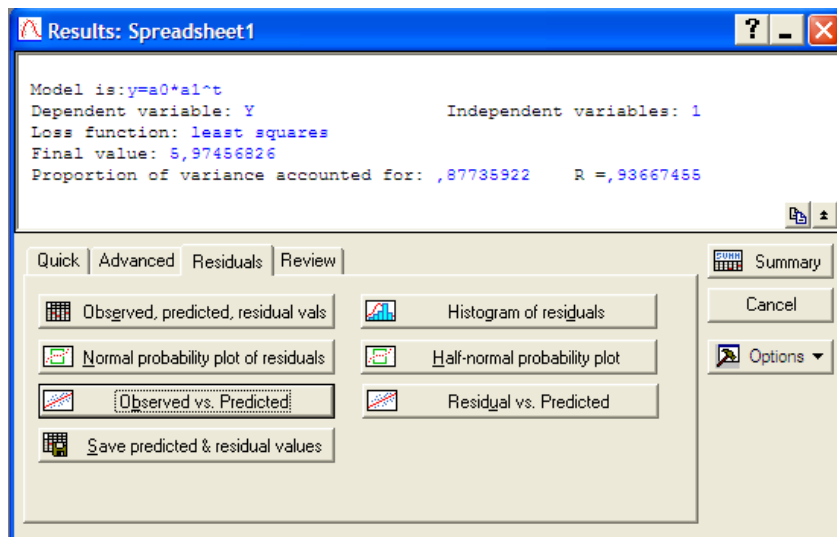 Results: Spreadsheet1
Model is:y=a0*a1^t
Dependent variable: Y Independent variables: 1
Loss function: least squares
Final value: 5,97456826
Proportion of variance accounted for: ,87735922 R =,93667455
Quick Advanced Residuals Review
Summary
Observed, predicted, residual vals Histogram of residuals
Cancel
Normal probability plot of residuals Half-normal probability plot
Options
Observed vs. Predicted Residual vs. Predicted
Save predicted & residual values